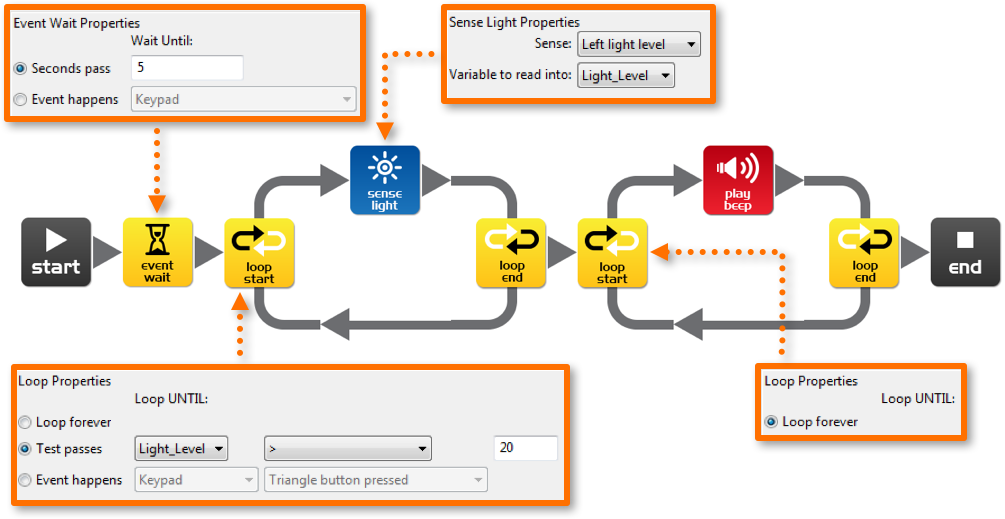 Event Wait Properties
Wait Until:
Seconds pass 5
Event happens Keypad
Sense Light Properties
Sense: Left light level
Variable to read into: Light_Level
start
event
wait
loop
start
sense
light
loop
end
loop
start
play
beep
loop
end
end
Loop Properties
Loop UNTIL:
Loop forever
Test passes Light_Level > 20
Event happens Keypad Triangle button pressed
Loop Properties
Loop UNTIL:
Loop forever